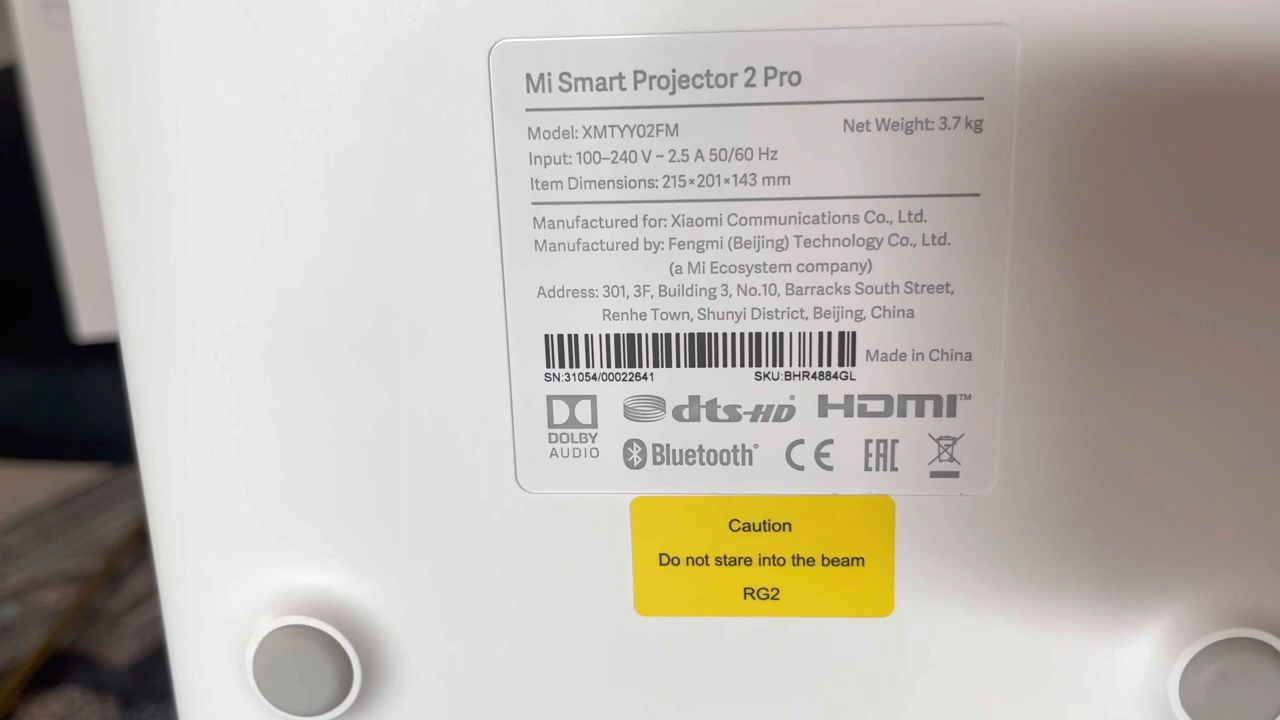 Mi Smart Projector 2 Pro
Model: XMTYY02FM
Net Weight: 3.7 kg
Input: 100–240 V ~ 2.5 A 50/60 Hz
Item Dimensions: 215×201×143 mm
Manufactured for: Xiaomi Communications Co., Ltd.
Manufactured by: Fengmi (Beijing) Technology Co., Ltd.
(a Mi Ecosystem company)
Address: 301, 3F, Building 3, No.10, Barracks South Street,
Renhe Town, Shunyi District, Beijing, China
Made in China
SN:31054/00022641 SKU:BHR4884GL
DOLBY
AUDIO
dts-HD
HDMI™
Bluetooth®
CE
EAC
Caution
Do not stare into the beam
RG2